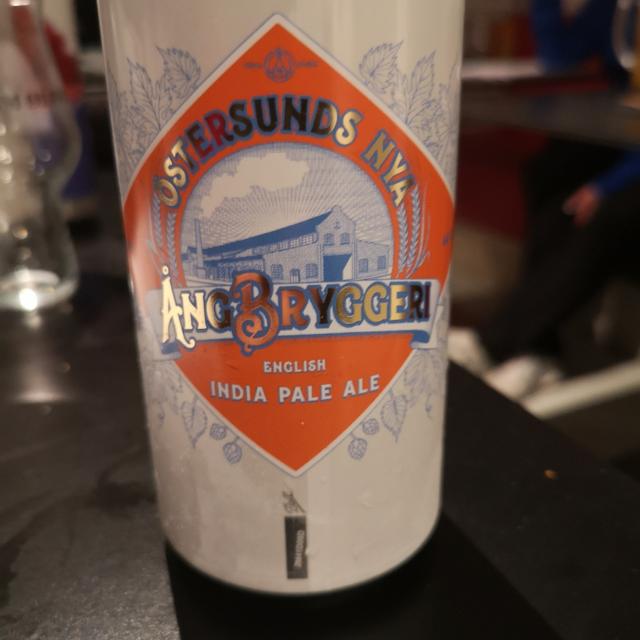 ÖSTERSUNDS NYA
ÅNGBRYGGERI
ENGLISH
INDIA PALE ALE